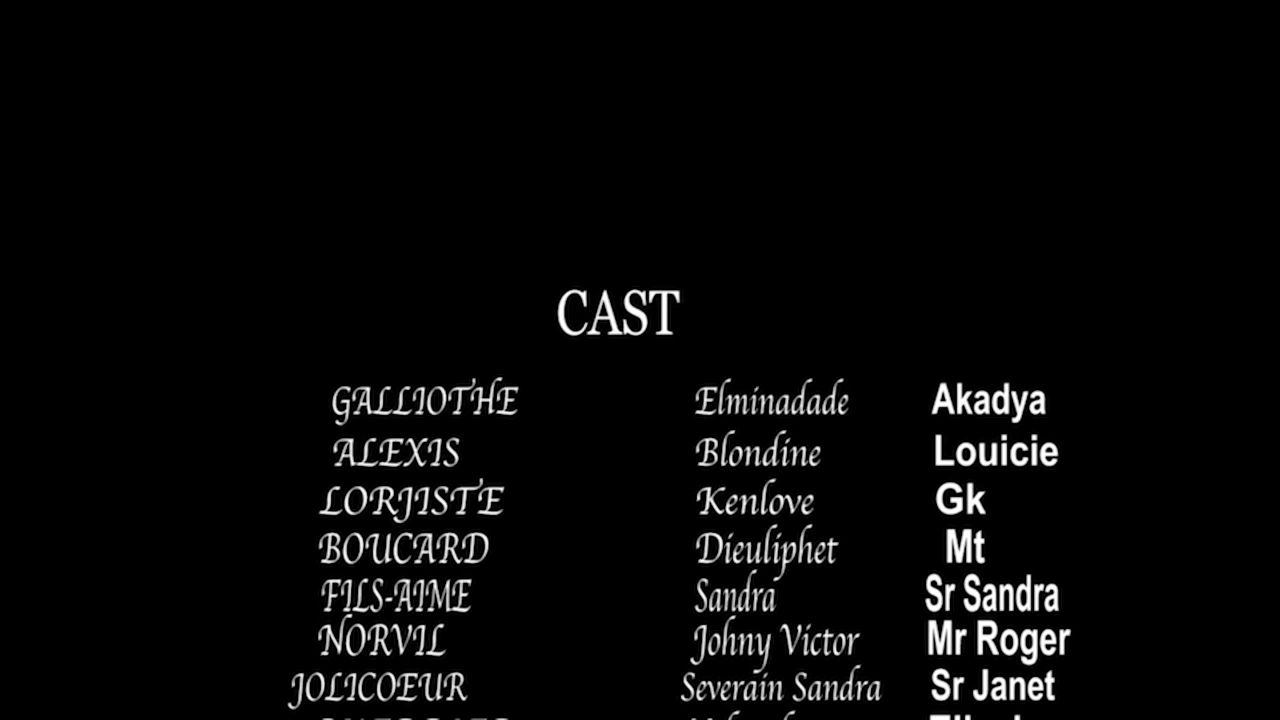 CAST
GALLIOTHE Elminadade Akadya
ALEXIS Blondine Louicie
LORJISTE Kenlove Gk
BOUCARD Dieuliphet Mt
FILS-AIME Sandra Sr Sandra
NORVIL Johny Victor Mr Roger
JOLICOEUR Severain Sandra Sr Janet